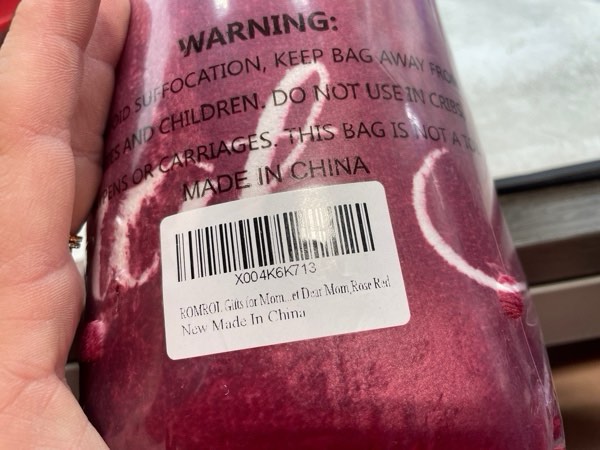 WARNING:
SUFFOCATION, KEEP BAG AWAY FROM
AND CHILDREN. DO NOT USE IN CRIBS
OR CARRIAGES. THIS BAG IS NOT A
MADE IN CHINA
X004K6K713
ROMROL Gifts for Mom...et Dear Mom,Rose Red
New Made In China